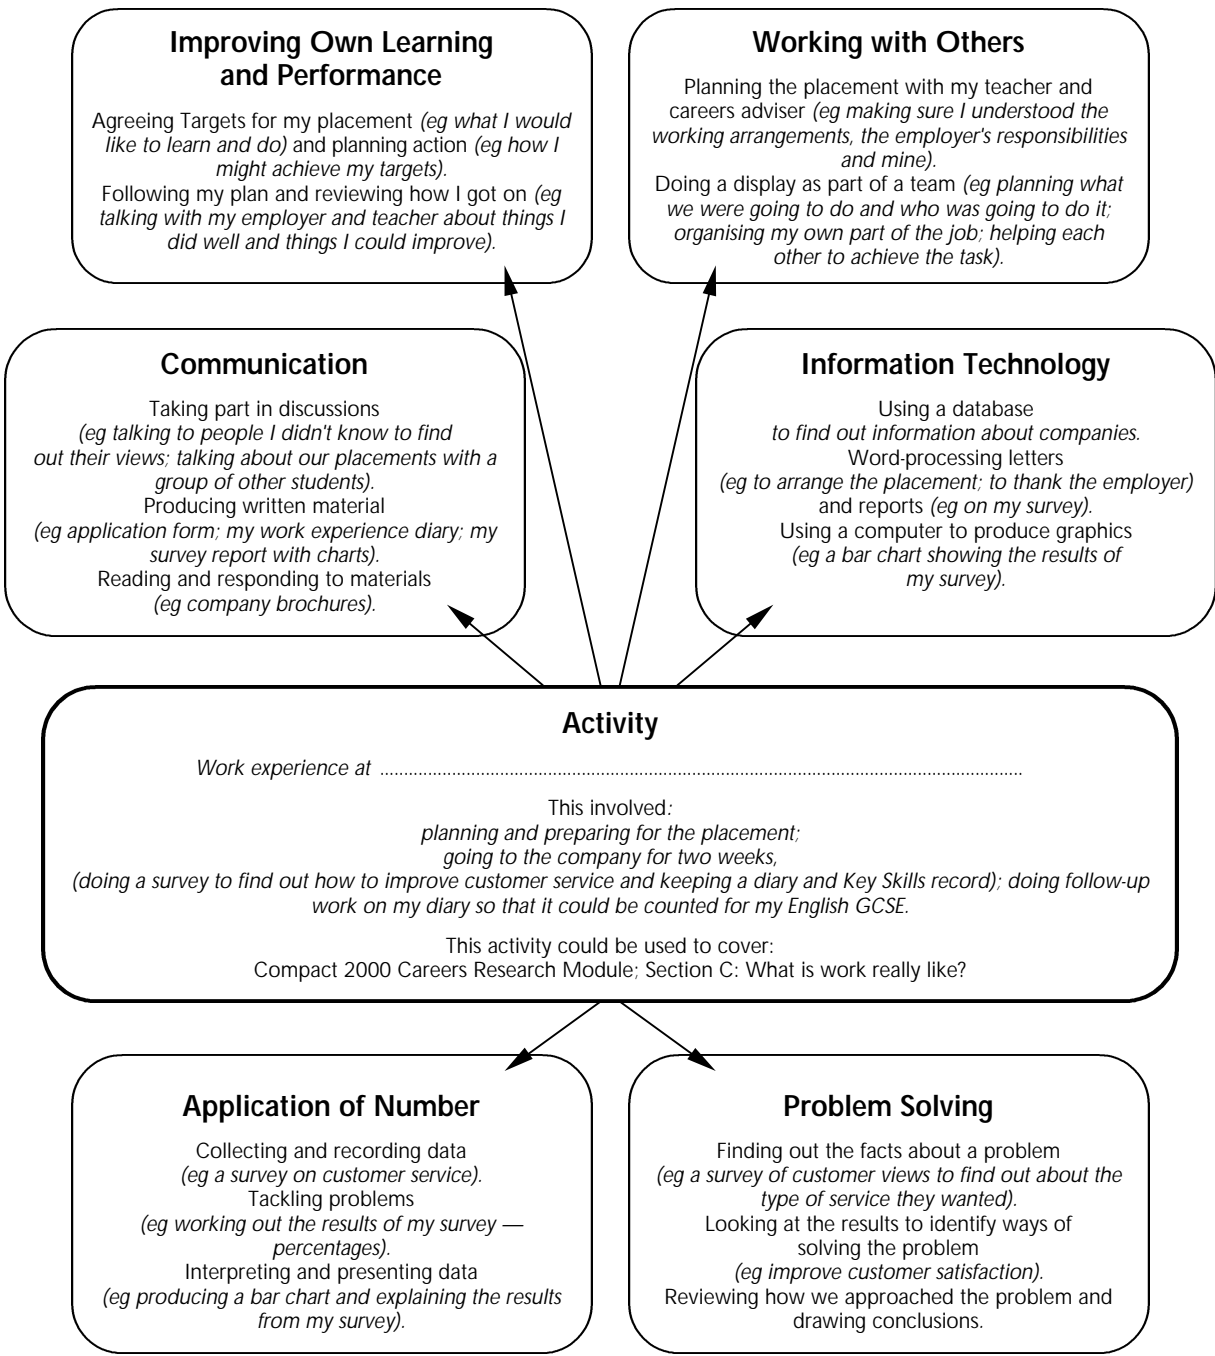 Improving Own Learning
and Performance
Agreeing Targets for my placement (eg what I would
like to learn and do) and planning action (eg how I
might achieve my targets).
Following my plan and reviewing how I got on (eg
talking with my employer and teacher about things I
did well and things I could improve).
Working with Others
Planning the placement with my teacher and
careers adviser (eg making sure I understood the
working arrangements, the employer's responsibilities
and mine).
Doing a display as part of a team (eg planning what
we were going to do and who was going to do it;
organising my own part of the job; helping each
other to achieve the task).
Communication
Taking part in discussions
(eg talking to people I didn't know to find
out their views; talking about our placements with a
group of other students).
Producing written material
(eg application form; my work experience diary; my
survey report with charts).
Reading and responding to materials
(eg company brochures).
Information Technology
Using a database
to find out information about companies.
Word-processing letters
(eg to arrange the placement; to thank the employer)
and reports (eg on my survey).
Using a computer to produce graphics
(eg a bar chart showing the results of
my survey).
Activity
Work experience at .......................................................................................................................................
This involved:
planning and preparing for the placement;
going to the company for two weeks,
(doing a survey to find out how to improve customer service and keeping a diary and Key Skills record); doing follow-up
work on my diary so that it could be counted for my English GCSE.
This activity could be used to cover:
Compact 2000 Careers Research Module; Section C: What is work really like?
Application of Number
Collecting and recording data
(eg a survey on customer service).
Tackling problems
(eg working out the results of my survey —
percentages).
Interpreting and presenting data
(eg producing a bar chart and explaining the results
from my survey).
Problem Solving
Finding out the facts about a problem
(eg a survey of customer views to find out about the
type of service they wanted).
Looking at the results to identify ways of
solving the problem
(eg improve customer satisfaction).
Reviewing how we approached the problem and
drawing conclusions.